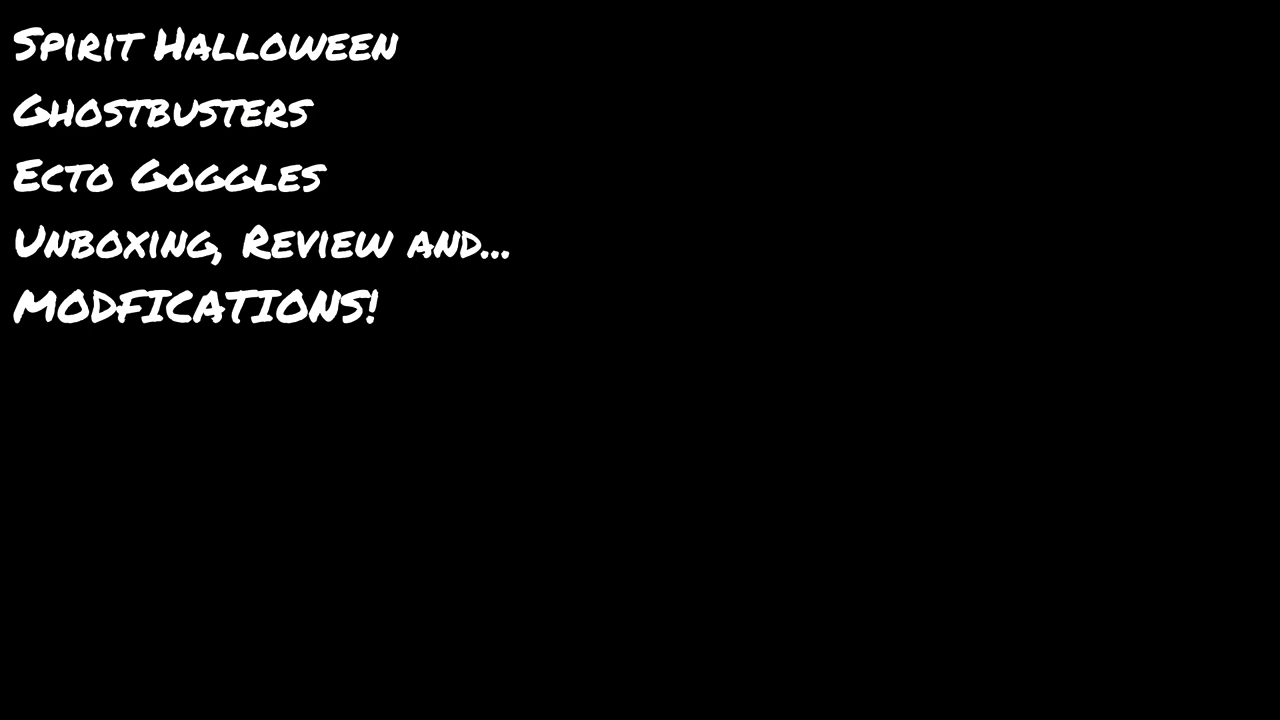 Spirit Halloween
Ghostbusters
Ecto Goggles
Unboxing, Review and...
MODFICATIONS!